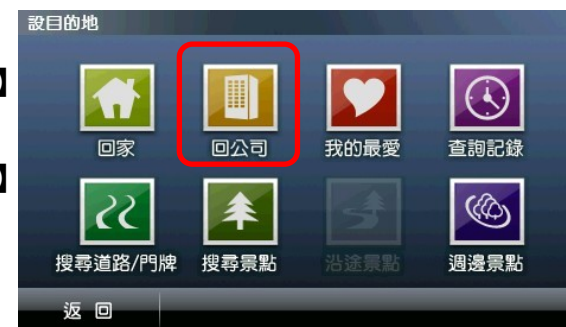 設目的地
回家 回公司 我的最愛 查詢記錄
搜尋道路/門牌 搜尋景點 沿途景點 週邊景點
返 回